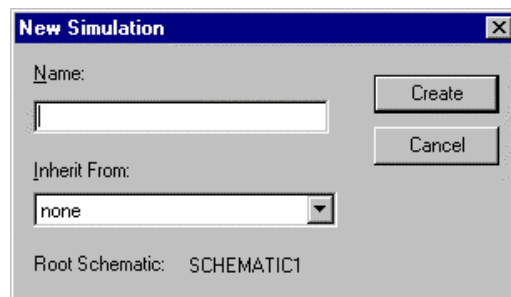 New Simulation
Name:
Create
Cancel
Inherit From:
none
Root Schematic: SCHEMATIC1